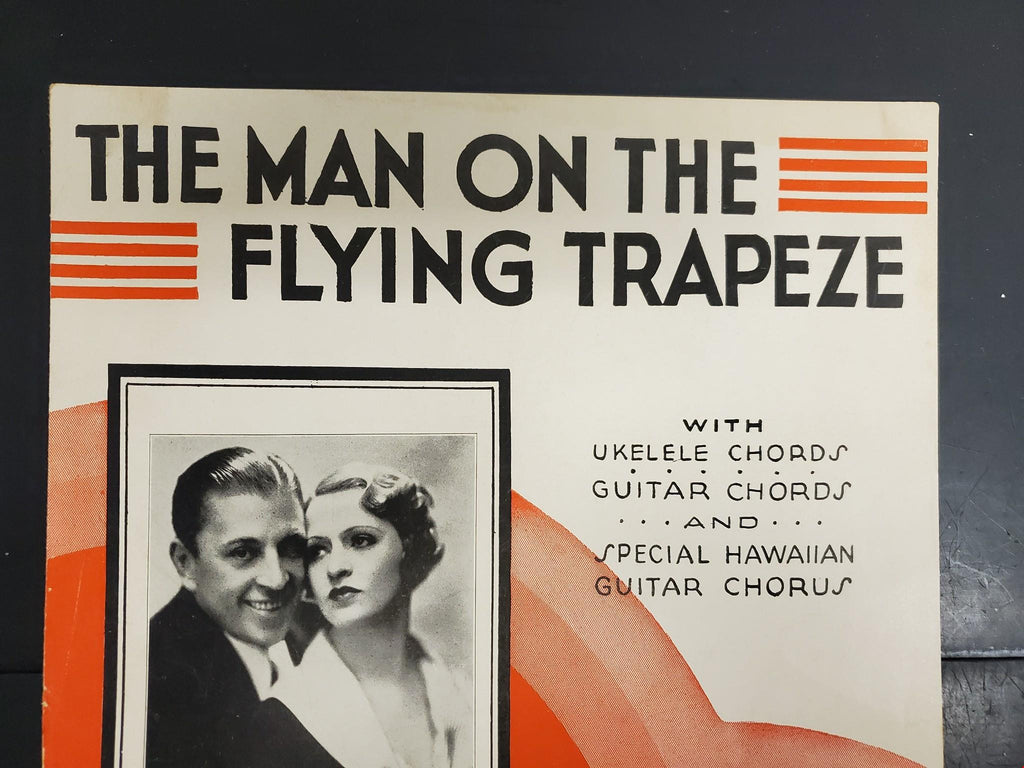 THE MAN ON THE
FLYING TRAPEZE
WITH
UKELELE CHORDS
GUITAR CHORDS
... AND ...
SPECIAL HAWAIIAN
GUITAR CHORUS